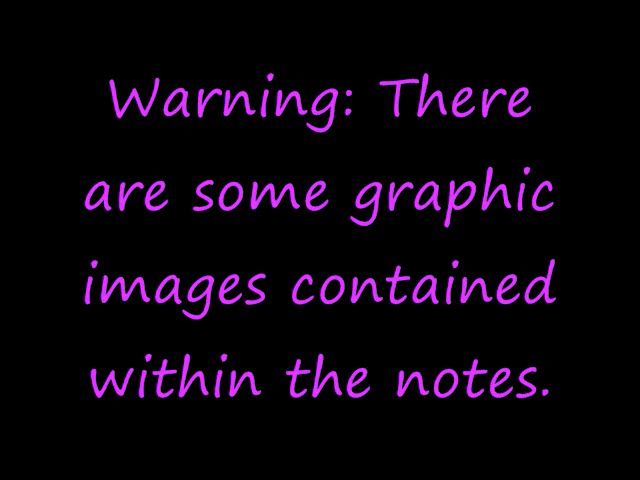 Warning: There
are some graphic
images contained
within the notes.